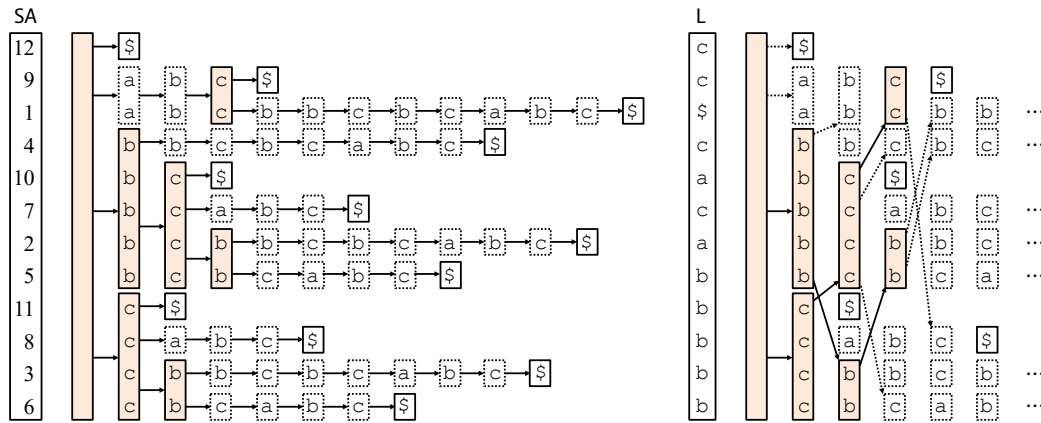 SA L
12 $ c $
9 a b c $ c a b c $
1 a b c b b c b c a b c $ $ a b c b b ...
4 b b c b c a b c $ c b b c b c ...
10 b c $ a b c $
7 b c a b c $ c b c a b c ...
2 b c b b c b c a b c $ a b c b b c ...
5 b c b c a b c $ b b c b c a ...
11 c $ b c $
8 c a b c $ b c a b c $
3 c b b c b c a b c $ b c b b c b ...
6 c b c a b c $ b c b c a b ...